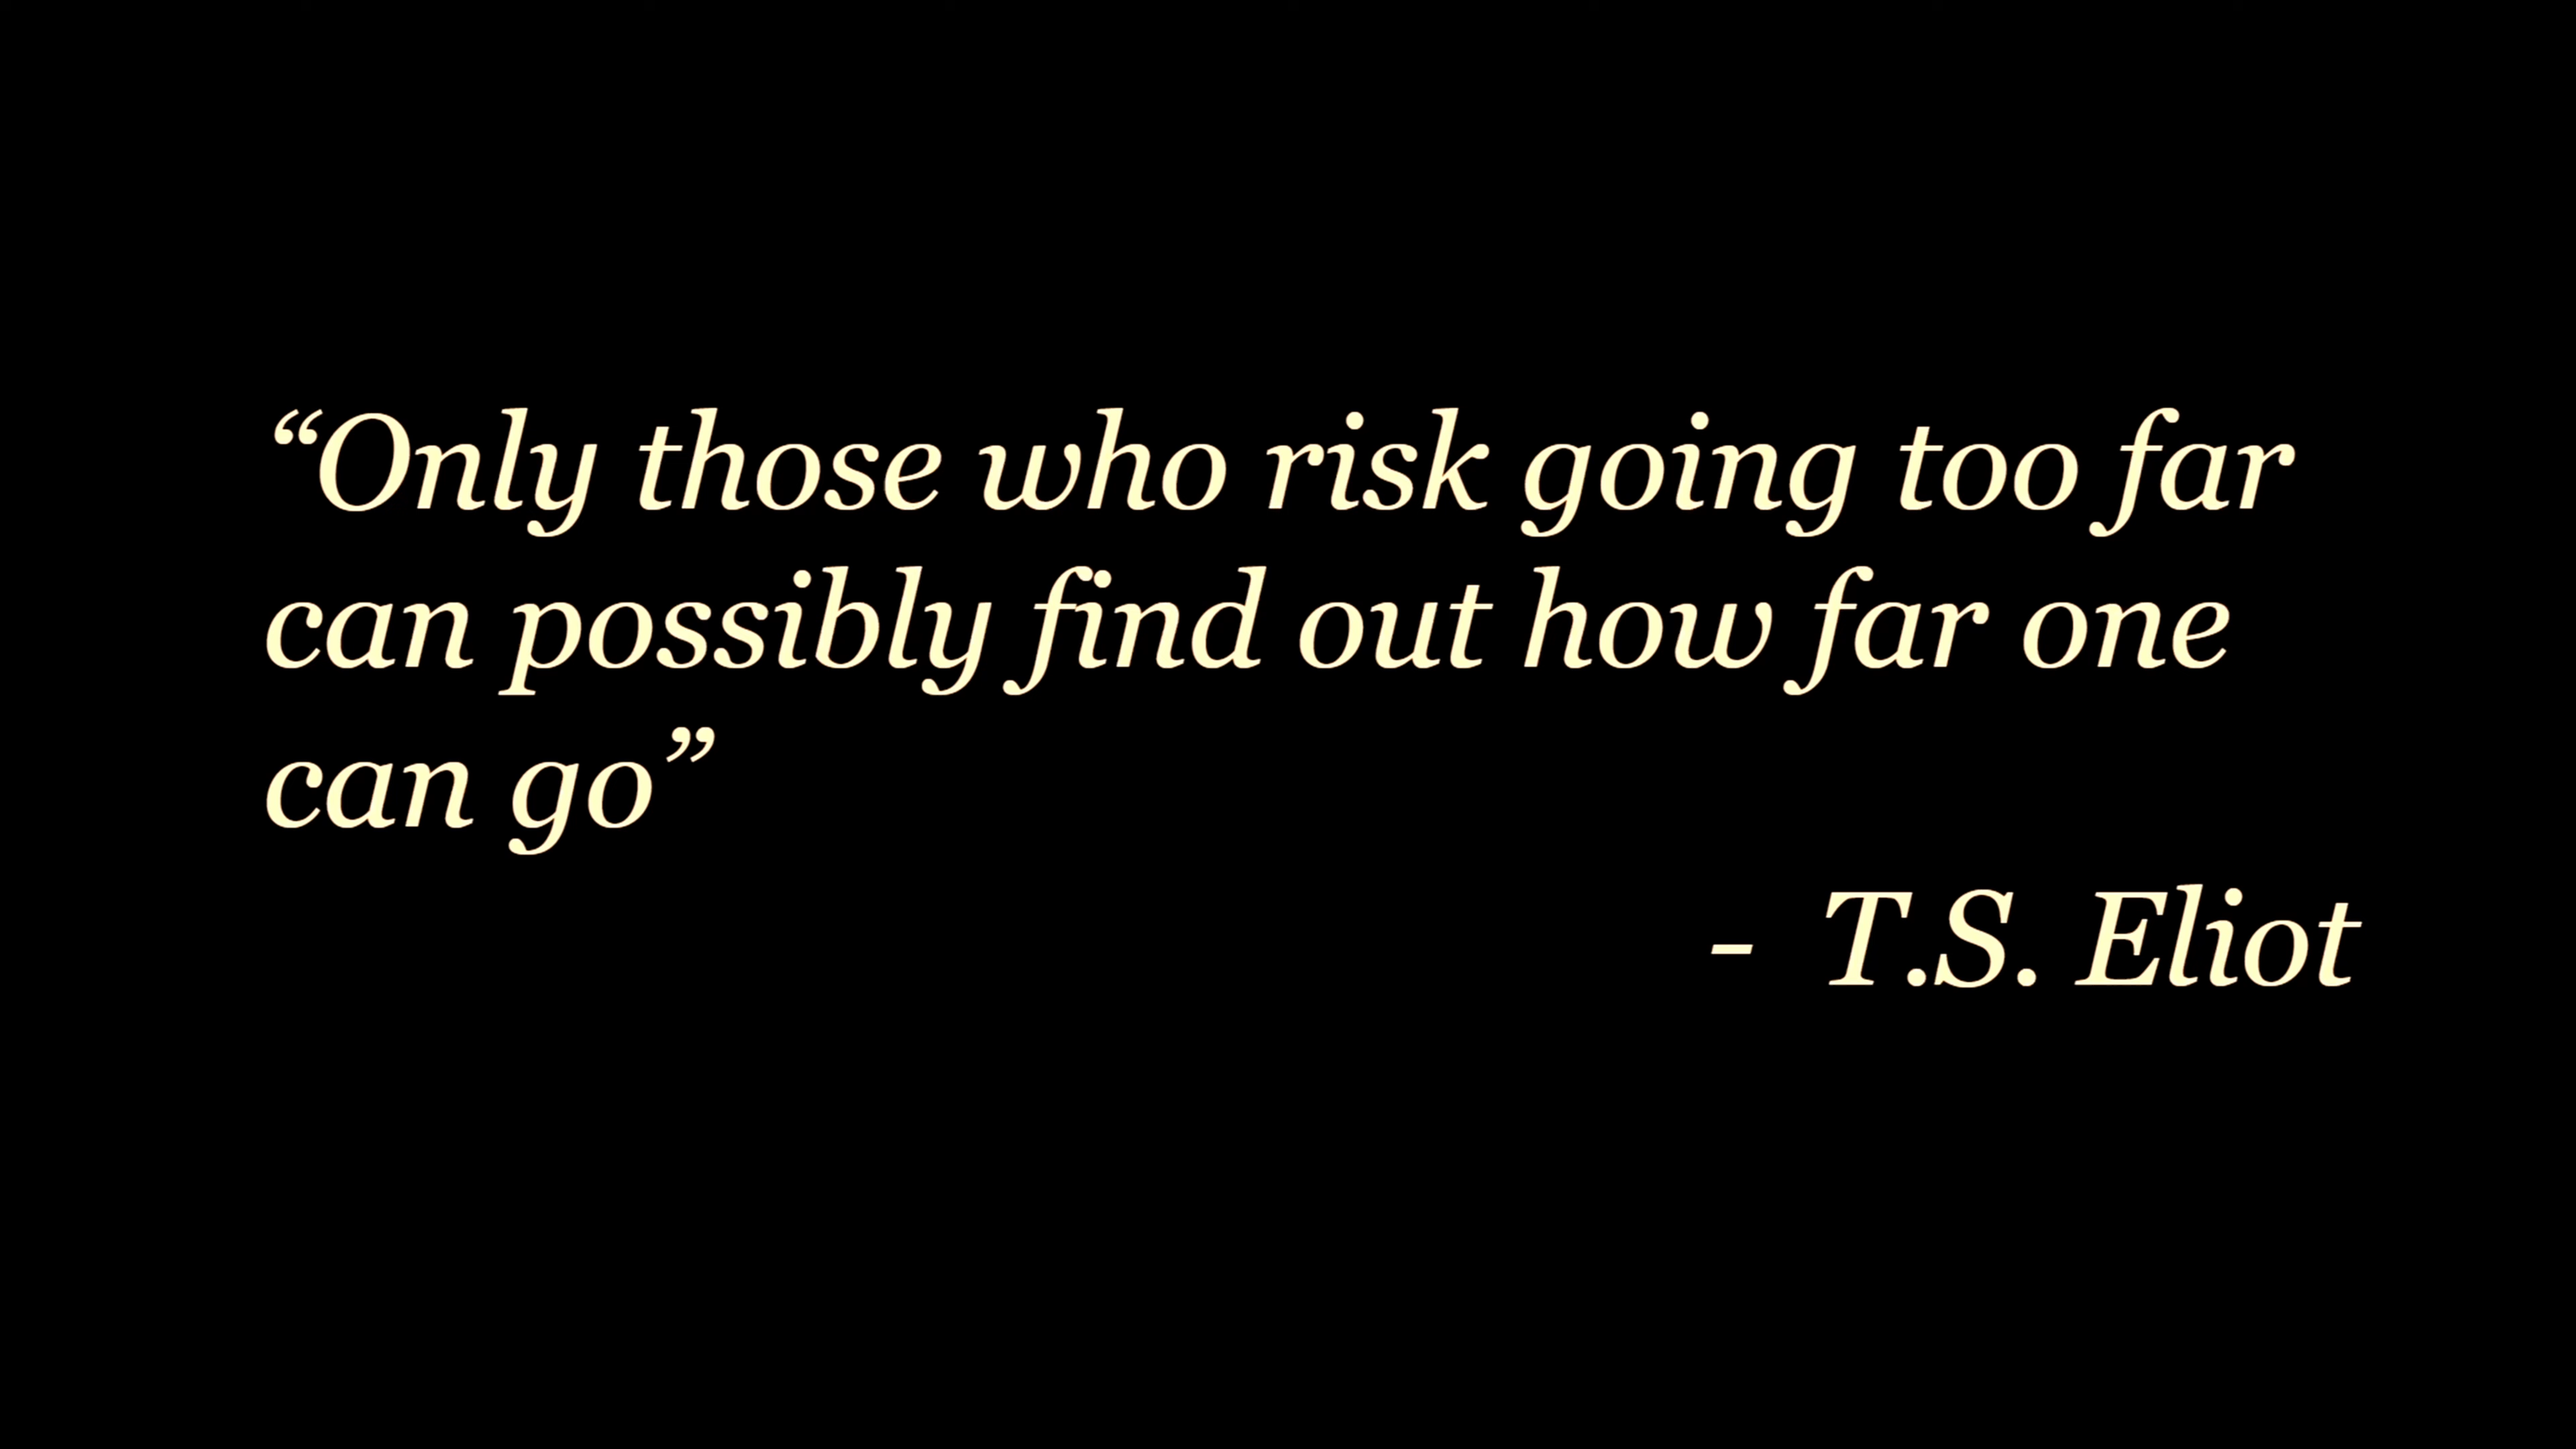 “Only those who risk going too far
can possibly find out how far one
can go”
- T.S. Eliot